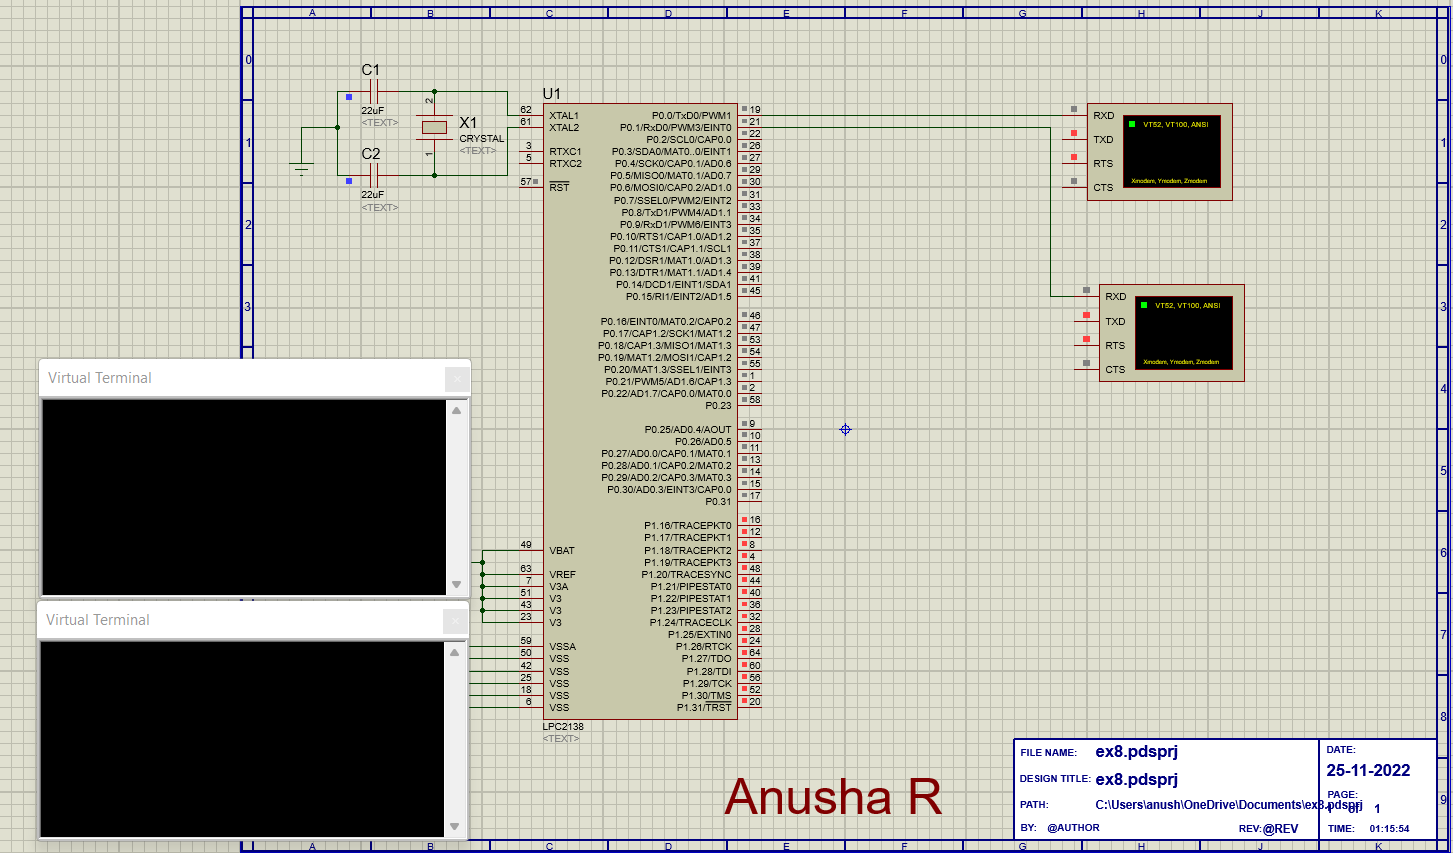 A B C D E F G H J K
0 0
C1
22uF
<TEXT>
2
X1
CRYSTAL
<TEXT>
1
C2
22uF
<TEXT>
1 1
2 2
3 3
4
5
6
7
8
9
U1
62 XTAL1
61 XTAL2
3 RTXC1
5 RTXC2
57 RST
49 VBAT
63 VREF
7 V3A
51 V3
43 V3
23 V3
59 VSSA
50 VSS
42 VSS
25 VSS
18 VSS
6 VSS
P0.0/TxD0/PWM1 19
P0.1/RxD0/PWM3/EINT0 21
P0.2/SCL0/CAP0.0 22
P0.3/SDA0/MAT0..0/EINT1 26
P0.4/SCK0/CAP0.1/AD0.6 27
P0.5/MISO0/MAT0.1/AD0.7 29
P0.6/MOSI0/CAP0.2/AD1.0 30
P0.7/SSEL0/PWM2/EINT2 31
P0.8/TxD1/PWM4/AD1.1 33
P0.9/RxD1/PWM6/EINT3 34
P0.10/RTS1/CAP1.0/AD1.2 35
P0.11/CTS1/CAP1.1/SCL1 37
P0.12/DSR1/MAT1.0/AD1.3 38
P0.13/DTR1/MAT1.1/AD1.4 39
P0.14/DCD1/EINT1/SDA1 41
P0.15/RI1/EINT2/AD1.5 45
P0.16/EINT0/MAT0.2/CAP0.2 46
P0.17/CAP1.2/SCK1/MAT1.2 47
P0.18/CAP1.3/MISO1/MAT1.3 53
P0.19/MAT1.2/MOSI1/CAP1.2 54
P0.20/MAT1.3/SSEL1/EINT3 55
P0.21/PWM5/AD1.6/CAP1.3 1
P0.22/AD1.7/CAP0.0/MAT0.0 2
P0.23 58
P0.25/AD0.4/AOUT 9
P0.26/AD0.5 10
P0.27/AD0.0/CAP0.1/MAT0.1 11
P0.28/AD0.1/CAP0.2/MAT0.2 13
P0.29/AD0.2/CAP0.3/MAT0.3 14
P0.30/AD0.3/EINT3/CAP0.0 15
P0.31 17
P1.16/TRACEPKT0 16
P1.17/TRACEPKT1 12
P1.18/TRACEPKT2 8
P1.19/TRACEPKT3 4
P1.20/TRACESYNC 48
P1.21/PIPESTAT0 44
P1.22/PIPESTAT1 40
P1.23/PIPESTAT2 36
P1.24/TRACECLK 32
P1.25/EXTIN0 28
P1.26/RTCK 24
P1.27/TDO 64
P1.28/TDI 60
P1.29/TCK 56
P1.30/TMS 52
P1.31/TRST 20
LPC2138
<TEXT>
RXD
TXD
RTS
CTS
VT52, VT100, ANSI
Xmodem, Ymodem, Zmodem
RXD
TXD
RTS
CTS
VT52, VT100, ANSI
Xmodem, Ymodem, Zmodem
Virtual Terminal
Virtual Terminal
Anusha R
FILE NAME: ex8.pdsprj
DESIGN TITLE: ex8.pdsprj
PATH: C:\Users\anush\OneDrive\Documents\ex8.pdsprj
BY: @AUTHOR REV:@REV
DATE:
25-11-2022
PAGE:
1 of 1
TIME: 01:15:54
A B C D E F G H J K